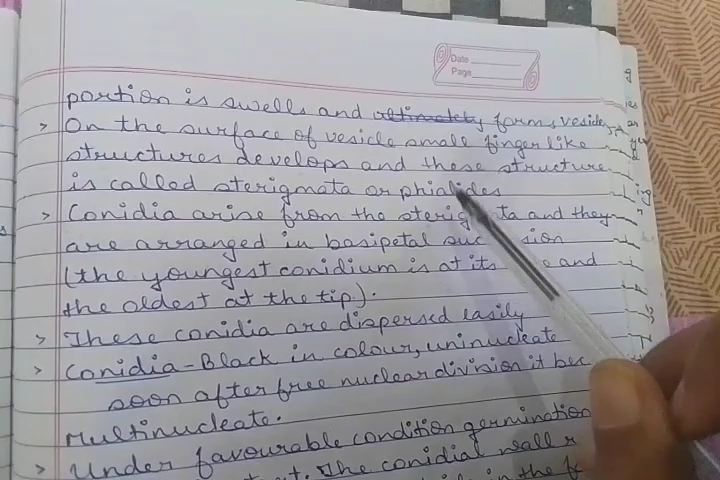 Date
Page
portion is swells and ultimately forms vesicle
> On the surface of vesicle small finger like
structures develops and these structure
is called sterigmata or phialides
> Conidia arise from the sterig ta and they
are arranged in basipetal suc sion
(the youngest conidium is at its e and
the oldest at the tip).
> These conidia are dispersed easily
> Conidia - Black in colour, uninucleate
soon after free nuclear division it bec
Multinucleate.
> Under favourable condition germination
The conidial wall
in the